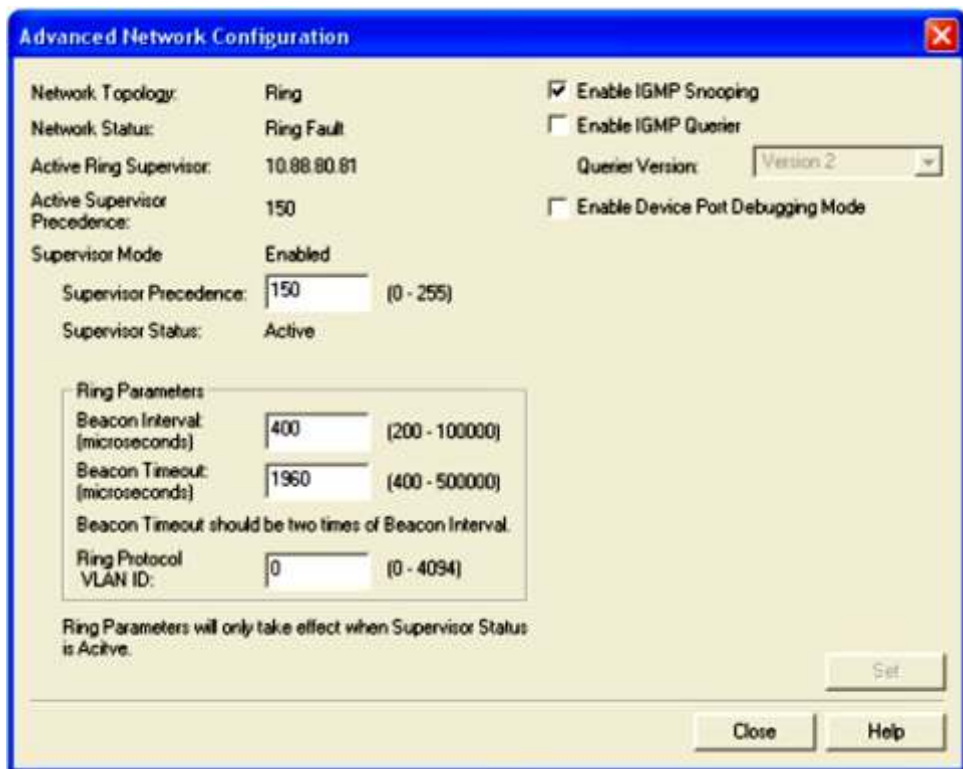 Advanced Network Configuration
Network Topology: Ring
Network Status: Ring Fault
Active Ring Supervisor: 10.88.80.81
Active Supervisor
Precedence: 150
Supervisor Mode Enabled
Supervisor Precedence: 150 (0 - 255)
Supervisor Status: Active
Ring Parameters
Beacon Interval:
(microseconds) 400 (200 - 100000)
Beacon Timeout:
(microseconds) 1960 (400 - 500000)
Beacon Timeout should be two times of Beacon Interval.
Ring Protocol
VLAN ID: 0 (0 - 4094)
Ring Parameters will only take effect when Supervisor Status
is Acitve.
Enable IGMP Snooping
Enable IGMP Querier
Querier Version: Version 2
Enable Device Port Debugging Mode
Set
Close Help